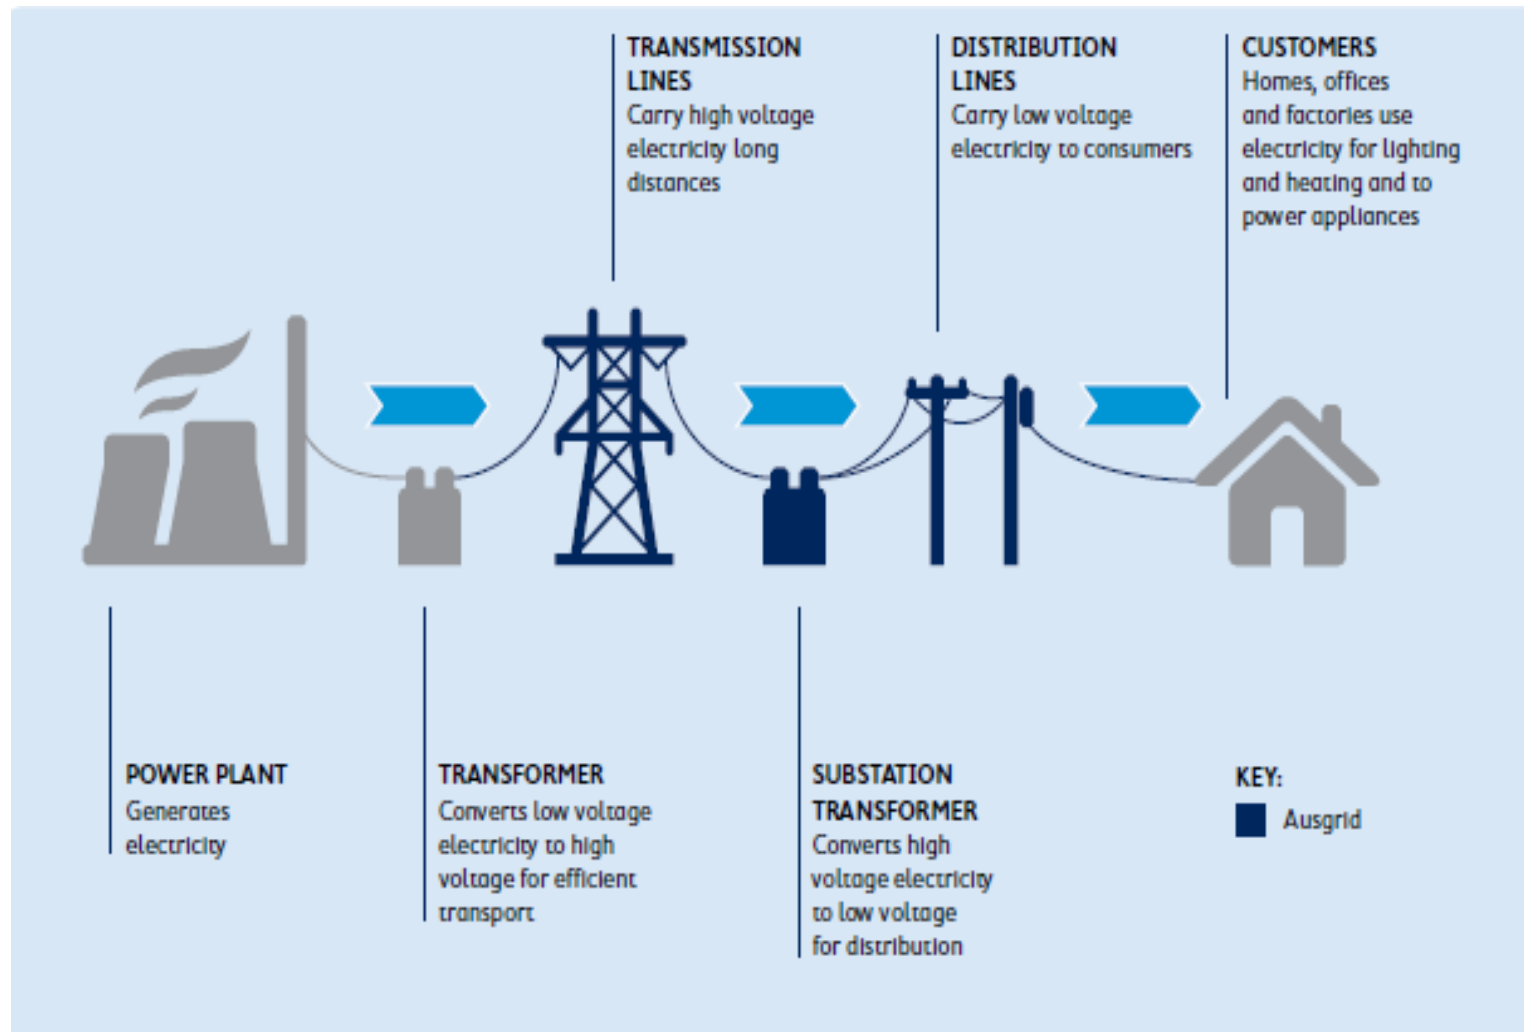 TRANSMISSION
LINES
Carry high voltage
electricity long
distances
DISTRIBUTION
LINES
Carry low voltage
electricity to consumers
CUSTOMERS
Homes, offices
and factories use
electricity for lighting
and heating and to
power appliances
POWER PLANT
Generates
electricity
TRANSFORMER
Converts low voltage
electricity to high
voltage for efficient
transport
SUBSTATION
TRANSFORMER
Converts high
voltage electricity
to low voltage
for distribution
KEY:
Ausgrid